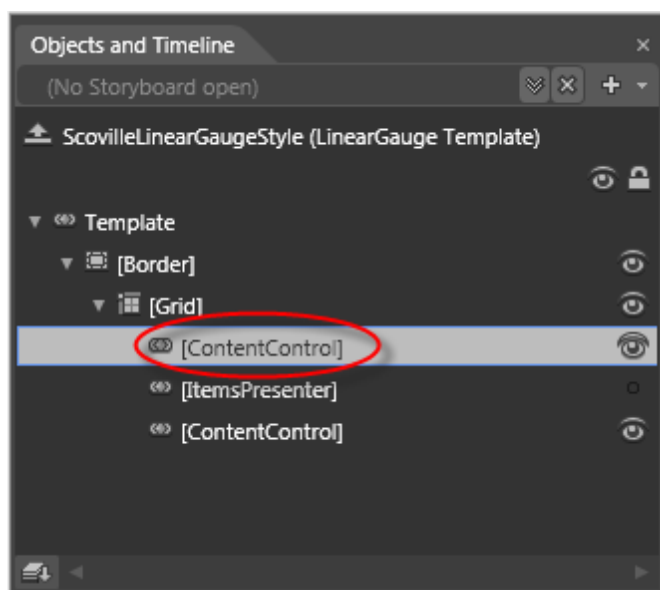 Objects and Timeline
(No Storyboard open)
ScovilleLinearGaugeStyle (LinearGauge Template)
Template
[Border]
[Grid]
[ContentControl]
[ItemsPresenter]
[ContentControl]